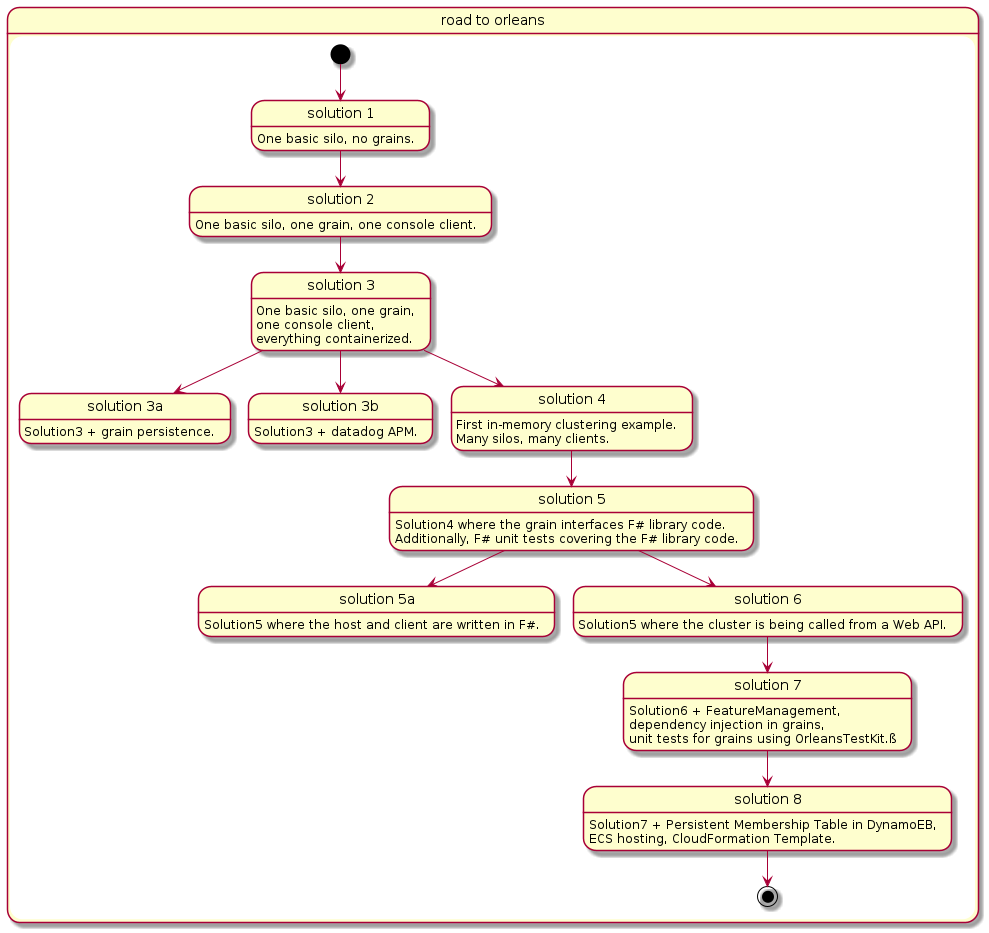 road to orleans
solution 1
One basic silo, no grains.
solution 2
One basic silo, one grain, one console client.
solution 3
One basic silo, one grain,
one console client,
everything containerized.
solution 3a
Solution3 + grain persistence.
solution 3b
Solution3 + datadog APM.
solution 4
First in-memory clustering example.
Many silos, many clients.
solution 5
Solution4 where the grain interfaces F# library code.
Additionally, F# unit tests covering the F# library code.
solution 5a
Solution5 where the host and client are written in F#.
solution 6
Solution5 where the cluster is being called from a Web API.
solution 7
Solution6 + FeatureManagement,
dependency injection in grains,
unit tests for grains using OrleansTestKit.ß
solution 8
Solution7 + Persistent Membership Table in DynamoEB,
ECS hosting, CloudFormation Template.